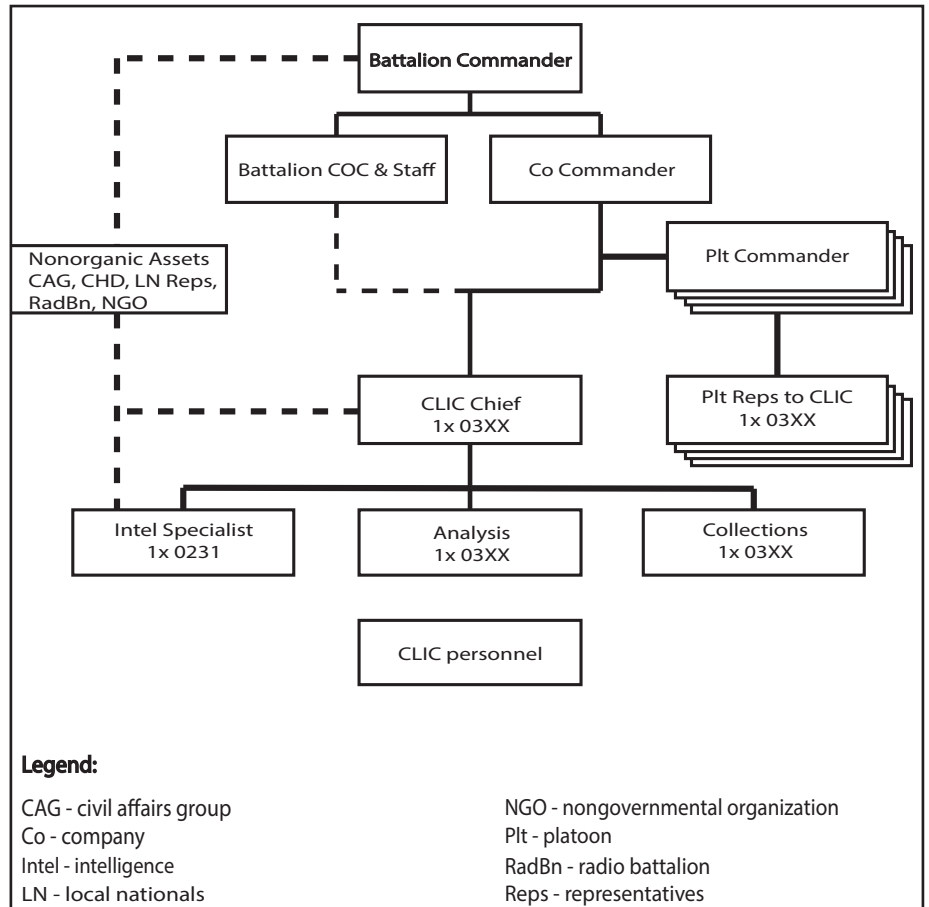 Battalion Commander
Battalion COC & Staff
Co Commander
Nonorganic Assets
CAG, CHD, LN Reps,
RadBn, NGO
Plt Commander
CLIC Chief
1x 03XX
Plt Reps to CLIC
1x 03XX
Intel Specialist
1x 0231
Analysis
1x 03XX
Collections
1x 03XX
CLIC personnel
Legend:
CAG - civil affairs group
Co - company
Intel - intelligence
LN - local nationals
NGO - nongovernmental organization
Plt - platoon
RadBn - radio battalion
Reps - representatives